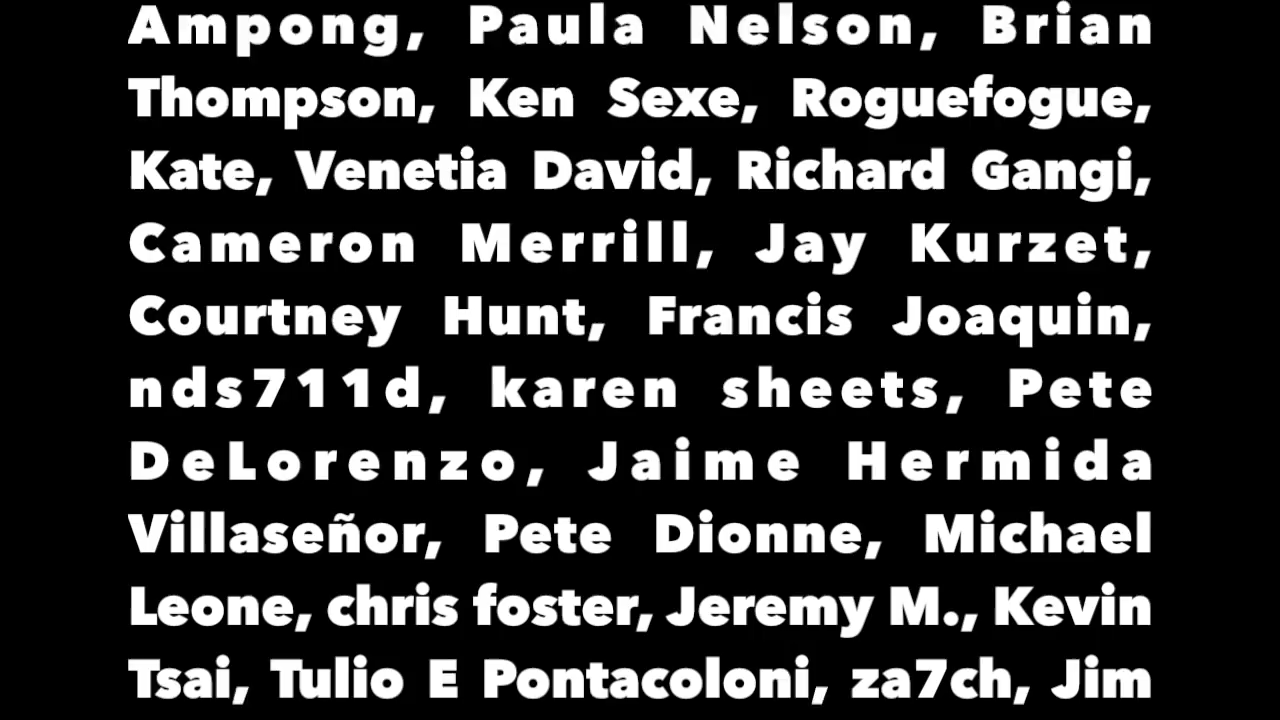 Ampong, Paula Nelson, Brian
Thompson, Ken Sexe, Roguefogue,
Kate, Venetia David, Richard Gangi,
Cameron Merrill, Jay Kurzet,
Courtney Hunt, Francis Joaquin,
nds711d, karen sheets, Pete
DeLorenzo, Jaime Hermida
Villaseñor, Pete Dionne, Michael
Leone, chris foster, Jeremy M., Kevin
Tsai, Tulio E Pontacoloni, za7ch, Jim